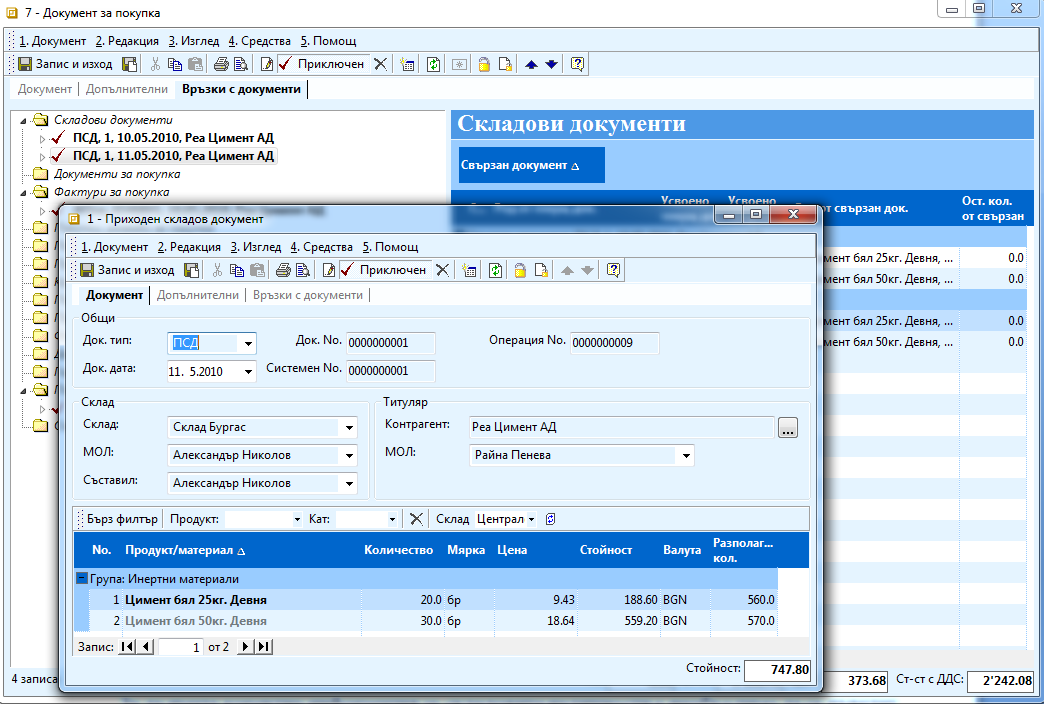 7 - Документ за покупка
1. Документ 2. Редакция 3. Изглед 4. Средства 5. Помощ
Запис и изход Приключен
Документ Допълнителни Връзки с документи
Складови документи
ПСД, 1, 10.05.2010, Реа Цимент АД
ПСД, 1, 11.05.2010, Реа Цимент АД
Документи за покупка
Фактури за покупка
Складови документи
Свързан документ
Усвоено Усвоено
от свързан док.
Ост. кол.
от свързан
мент бял 25кг. Девня, ... 0.0
мент бял 50кг. Девня, ... 0.0
мент бял 25кг. Девня, ... 0.0
мент бял 50кг. Девня, ... 0.0
1 - Приходен складов документ
1. Документ 2. Редакция 3. Изглед 4. Средства 5. Помощ
Запис и изход Приключен
Документ Допълнителни Връзки с документи
Общи
Док. тип: ПСД Док. No. 0000000001 Операция No. 0000000009
Док. дата: 11. 5.2010 Системен No. 0000000001
Склад Титуляр
Склад: Склад Бургас Контрагент: Реа Цимент АД ...
МОЛ: Александър Николов МОЛ: Райна Пенева
Съставил: Александър Николов
Бърз филтър Продукт: Кат: Склад Централ
No. Продукт/материал Количество Мярка Цена Стойност Валута Разполаг... кол.
Група: Инертни материали
1 Цимент бял 25кг. Девня 20.0 бр 9.43 188.60 BGN 560.0
2 Цимент бял 50кг. Девня 30.0 бр 18.64 559.20 BGN 570.0
Запис: 1 от 2
Стойност: 747.80
4 записа 373.68 Ст-ст с ДДС: 2'242.08